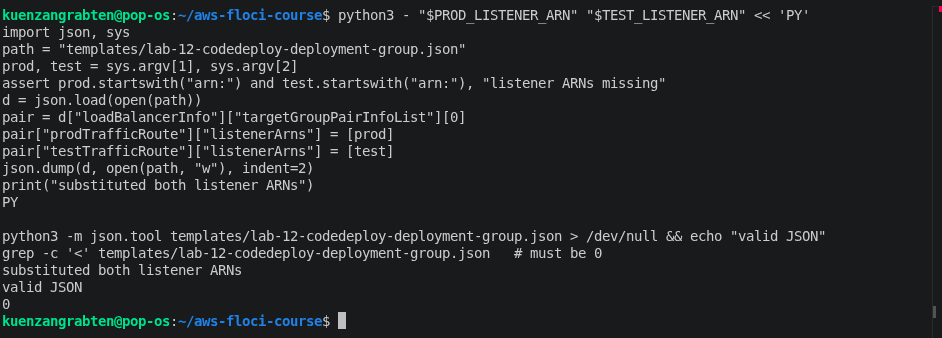 kuenzangrabten@pop-os:~/aws-floci-course$ python3 - "$PROD_LISTENER_ARN" "$TEST_LISTENER_ARN" << 'PY'
import json, sys
path = "templates/lab-12-codedeploy-deployment-group.json"
prod, test = sys.argv[1], sys.argv[2]
assert prod.startswith("arn:") and test.startswith("arn:"), "listener ARNs missing"
d = json.load(open(path))
pair = d["loadBalancerInfo"]["targetGroupPairInfoList"][0]
pair["prodTrafficRoute"]["listenerArns"] = [prod]
pair["testTrafficRoute"]["listenerArns"] = [test]
json.dump(d, open(path, "w"), indent=2)
print("substituted both listener ARNs")
PY

python3 -m json.tool templates/lab-12-codedeploy-deployment-group.json > /dev/null && echo "valid JSON"
grep -c '<' templates/lab-12-codedeploy-deployment-group.json   # must be 0
substituted both listener ARNs
valid JSON
0
kuenzangrabten@pop-os:~/aws-floci-course$